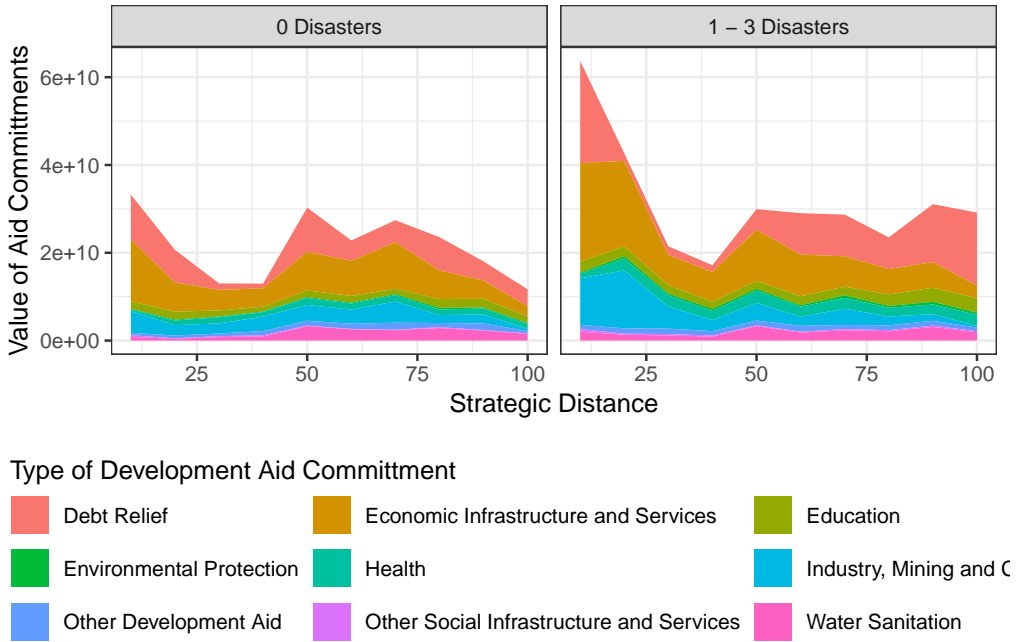 0 Disasters
1 − 3 Disasters
Value of Aid Committments
6e+10
4e+10
2e+10
0e+00
25 50 75 100 25 50 75 100
Strategic Distance
Type of Development Aid Committment
Debt Relief Economic Infrastructure and Services Education
Environmental Protection Health Industry, Mining and C
Other Development Aid Other Social Infrastructure and Services Water Sanitation